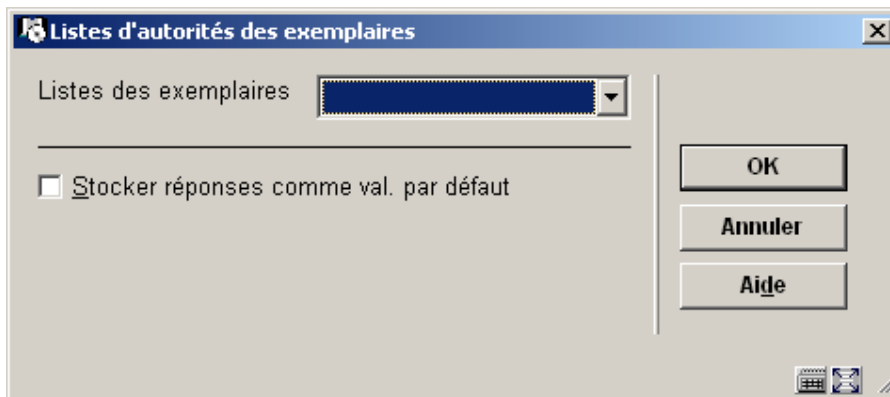 Listes d'autorités des exemplaires
Listes des exemplaires
Stocker réponses comme val. par défaut
OK
Annuler
Aide